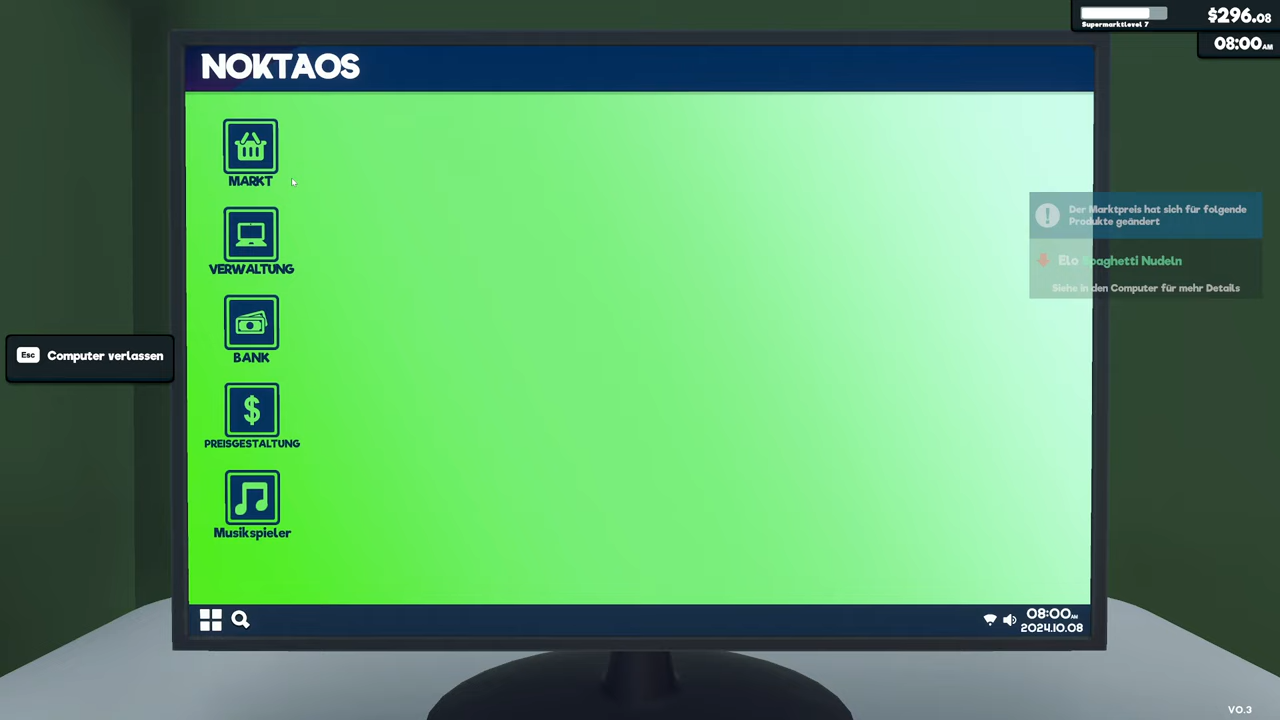 $296.08
Supermarktlevel 7
08:00AM
NOKTAOS
MARKT
VERWALTUNG
BANK
PREISGESTALTUNG
Musikspieler
Esc Computer verlassen
Der Marktpreis hat sich für folgende
Produkte geändert
Elo Spaghetti Nudeln
Siehe in den Computer für mehr Details
08:00AM
2024.10.08
V0.3